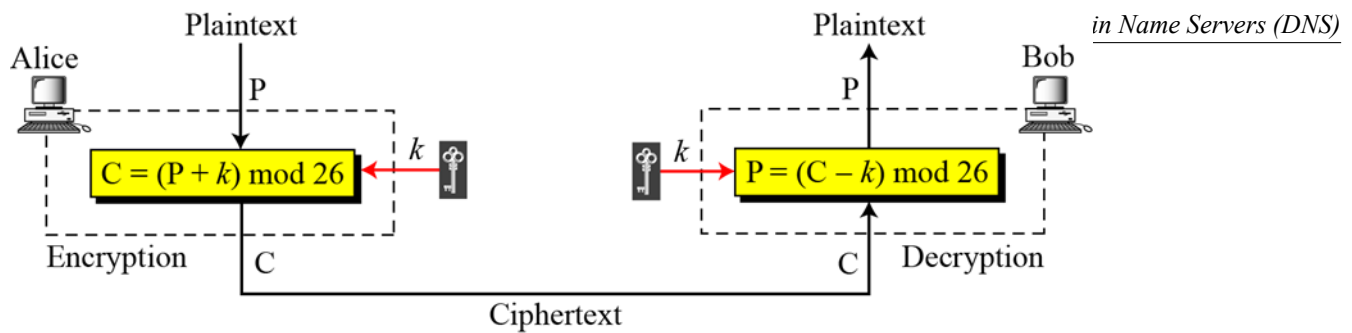 Plaintext
Plaintext
in Name Servers (DNS)
Alice
Bob
P
P
k
k
C = (P + k) mod 26
P = (C – k) mod 26
Encryption
C
C
Decryption
Ciphertext